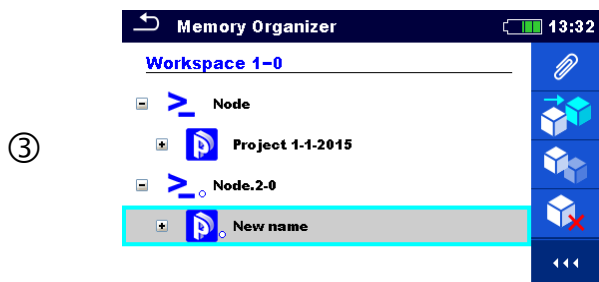 Memory Organizer 13:32
Workspace 1-0
Node
③
Project 1-1-2015
Node.2-0
New name